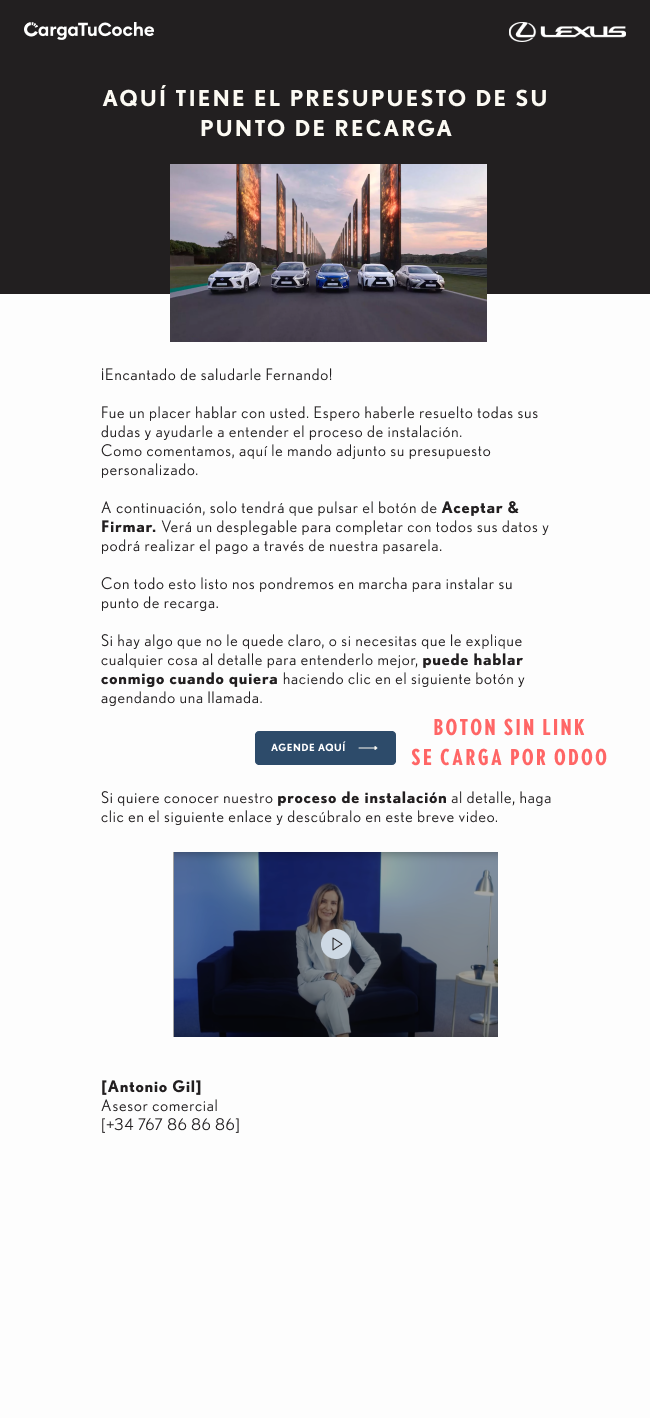 CargaTuCoche
LEXUS
AQUÍ TIENE EL PRESUPUESTO DE SU
PUNTO DE RECARGA
¡Encantado de saludarle Fernando!
Fue un placer hablar con usted. Espero haberle resuelto todas sus
dudas y ayudarle a entender el proceso de instalación.
Como comentamos, aquí le mando adjunto su presupuesto
personalizado.
A continuación, solo tendrá que pulsar el botón de Aceptar &
Firmar. Verá un desplegable para completar con todos sus datos y
podrá realizar el pago a través de nuestra pasarela.
Con todo esto listo nos pondremos en marcha para instalar su
punto de recarga.
Si hay algo que no le quede claro, o si necesitas que le explique
cualquier cosa al detalle para entenderlo mejor, puede hablar
conmigo cuando quiera haciendo clic en el siguiente botón y
agendando una llamada.
AGENDE AQUÍ
BOTON SIN LINK
SE CARGA POR ODOO
Si quiere conocer nuestro proceso de instalación al detalle, haga
clic en el siguiente enlace y descúbralo en este breve video.
[Antonio Gil]
Asesor comercial
[+34 767 86 86 86]